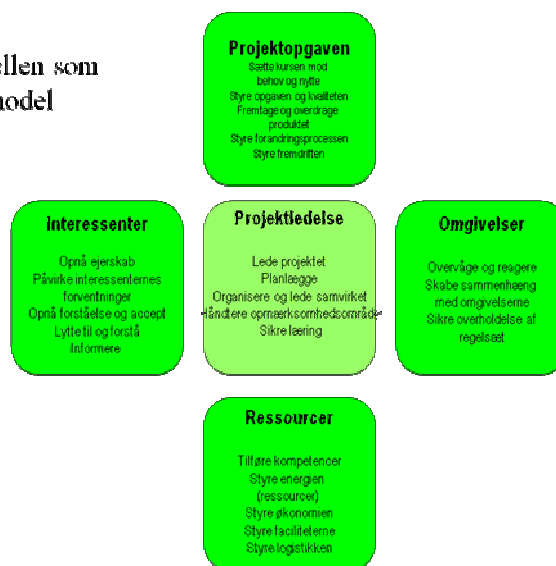 ellen som
nodel
Projektopgaven
Sætte kursen mod
behov og nytte
Styre opgaven og kvaliteten
Fremtage og overdrage
produktet
Styre forandringsprocessen
Styre fremdriften
Interessenter
Opnå ejerskab
Påvirke interessenternes
forventninger
Opnå forståelse og accept
Lytte til og forstå
Informere
Projektledelse
Lede projektet
Planlægge
Organisere og lede samvirket
Håndtere opmærksomhedsområder
Sikre læring
Omgivelser
Overvåge og reagere
Skabe sammenhæng
med omgivelserne
Sikre overholdelse af
regelsæt
Ressourcer
Tilføre kompetencer
Styre energien
(ressourcer)
Styre økonomien
Styre faciliteterne
Styre logistikken